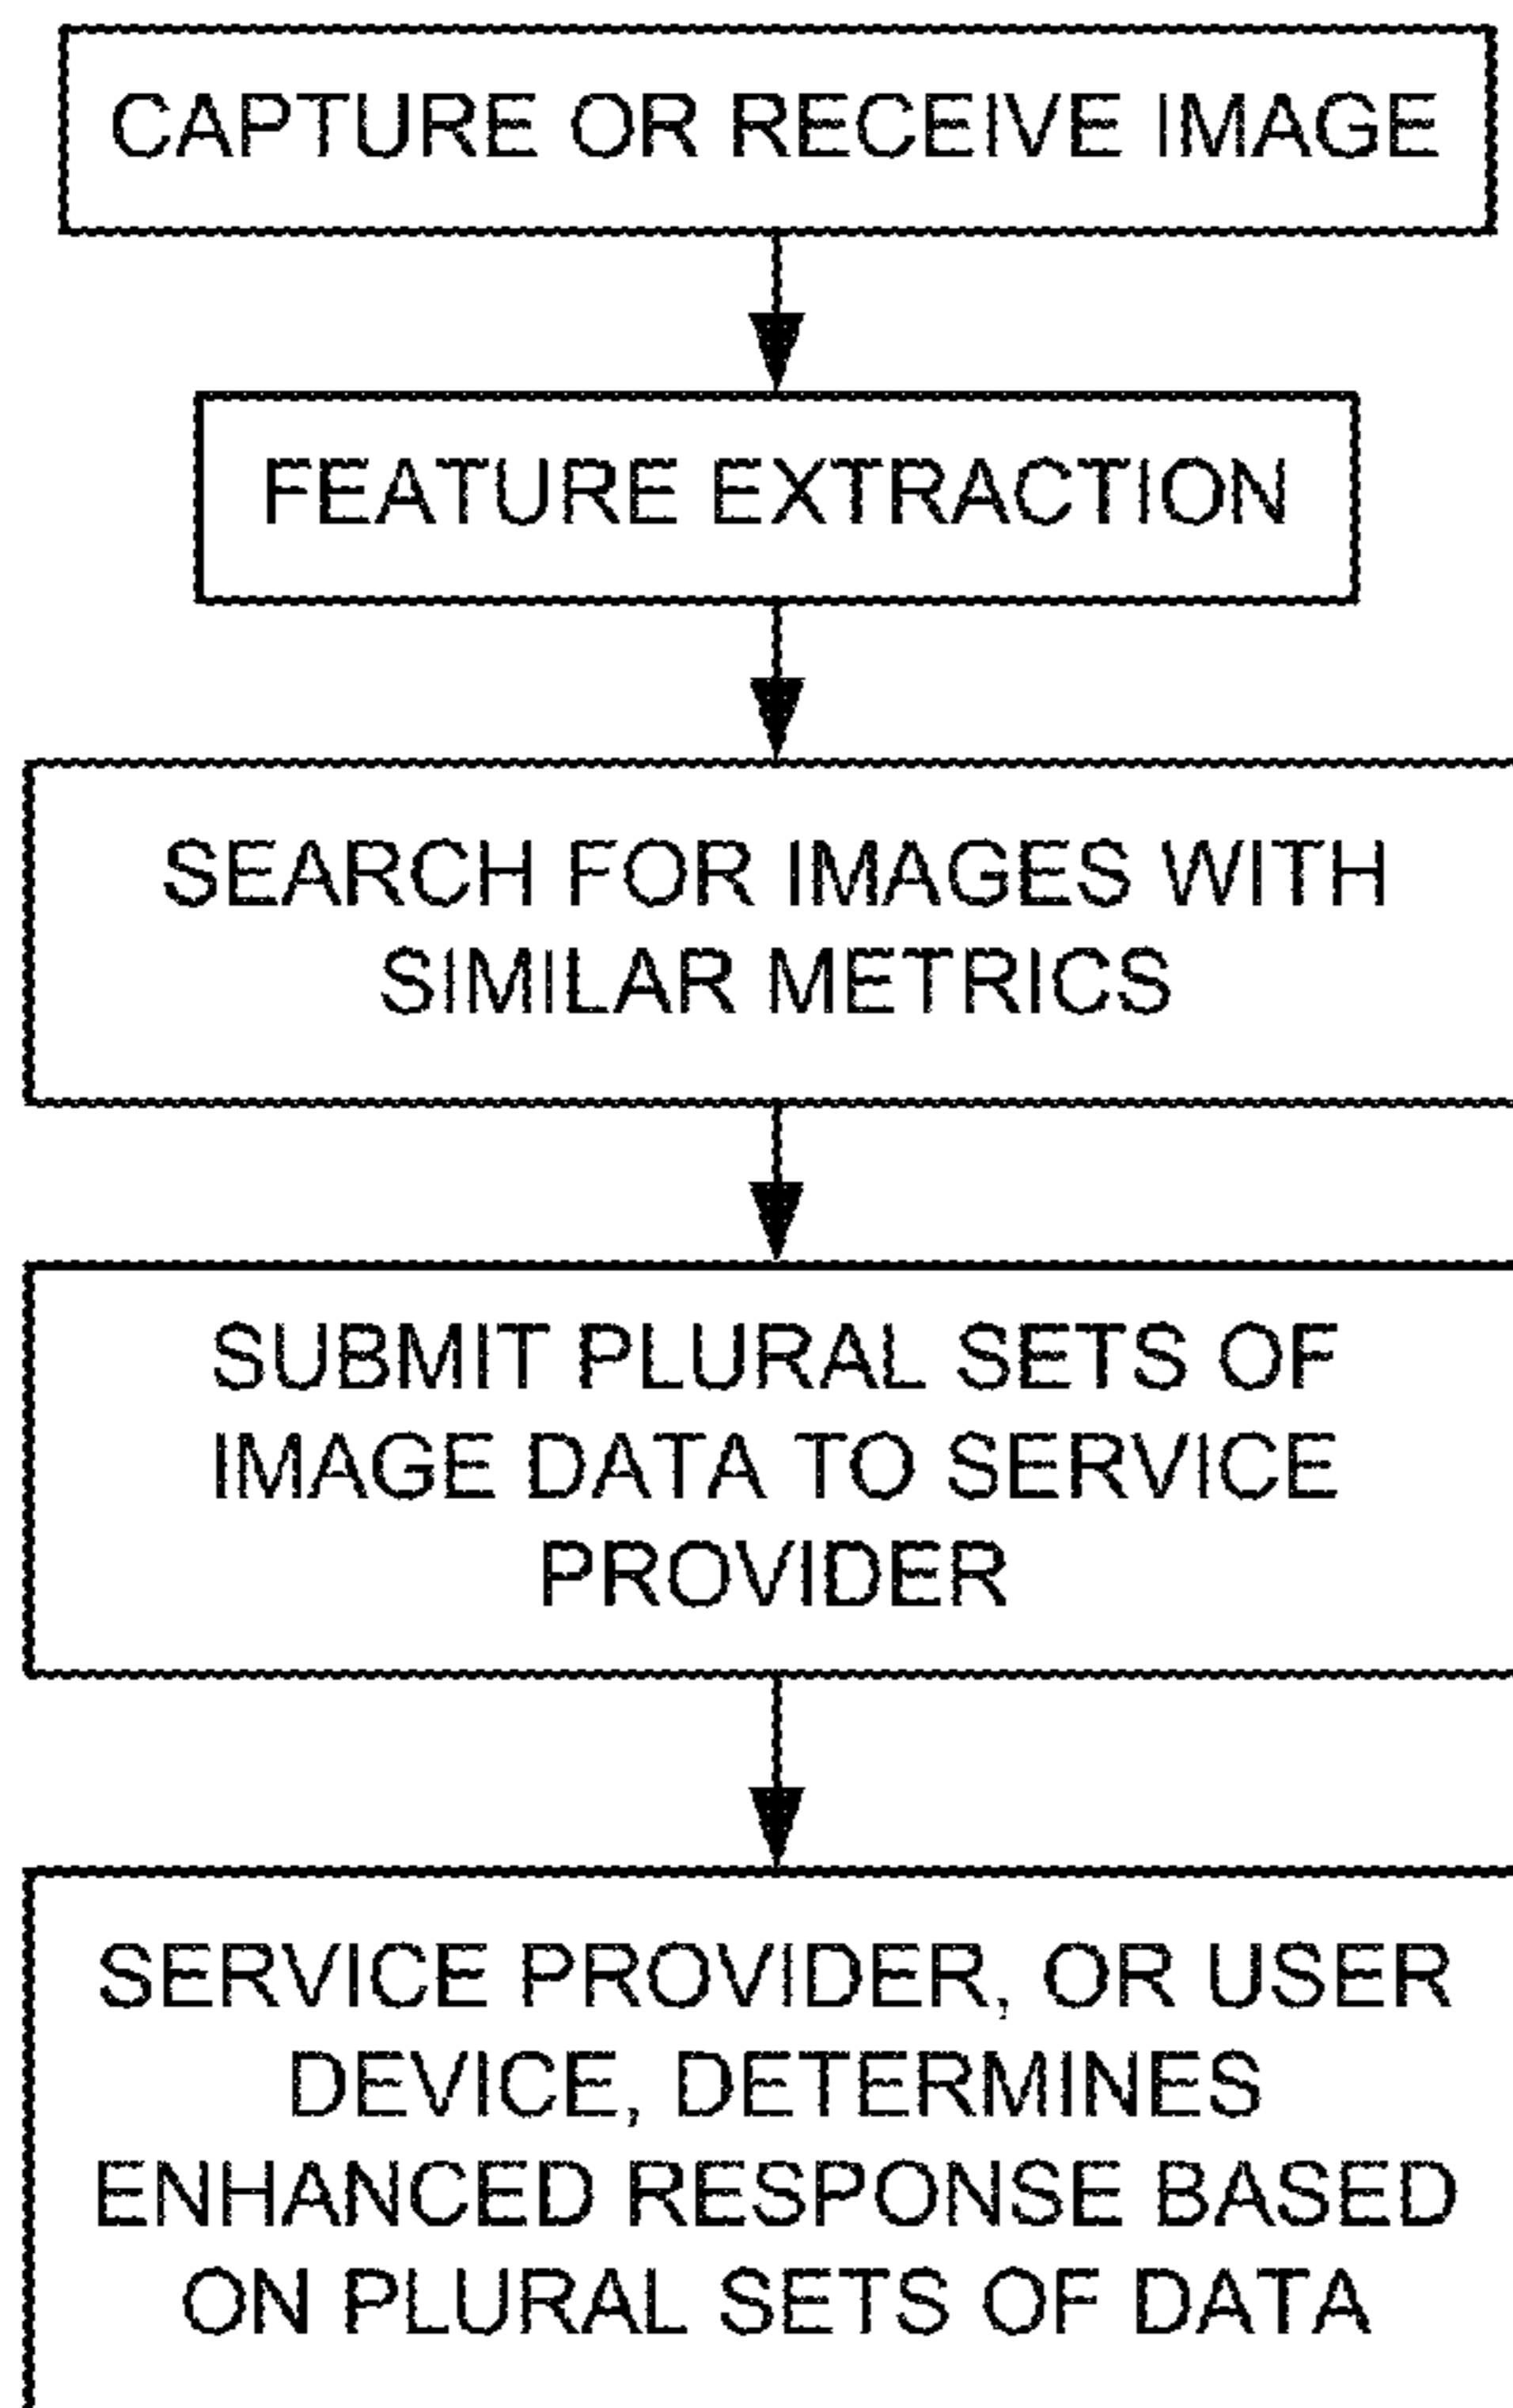 CAPTURE OR RECEIVE IMAGE
FEATURE EXTRACTION
SEARCH FOR IMAGES WITH
SIMILAR METRICS
SUBMIT PLURAL SETS OF
IMAGE DATA TO SERVICE
PROVIDER
SERVICE PROVIDER, OR USER
DEVICE, DETERMINES
ENHANCED RESPONSE BASED
ON PLURAL SETS OF DATA